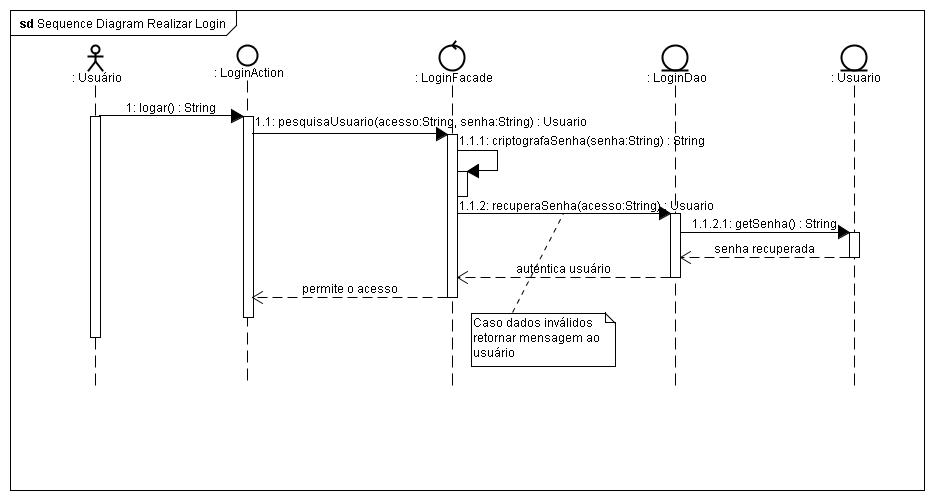 sd Sequence Diagram Realizar Login
: Usuário
: LoginAction
: LoginFacade
: LoginDao
: Usuario
1: logar() : String
1.1: pesquisaUsuario(acesso:String, senha:String) : Usuario
1.1.1: criptografaSenha(senha:String) : String
1.1.2: recuperaSenha(acesso:String) : Usuario
1.1.2.1: getSenha() : String
senha recuperada
autentica usuário
permite o acesso
Caso dados inválidos
retornar mensagem ao
usuário